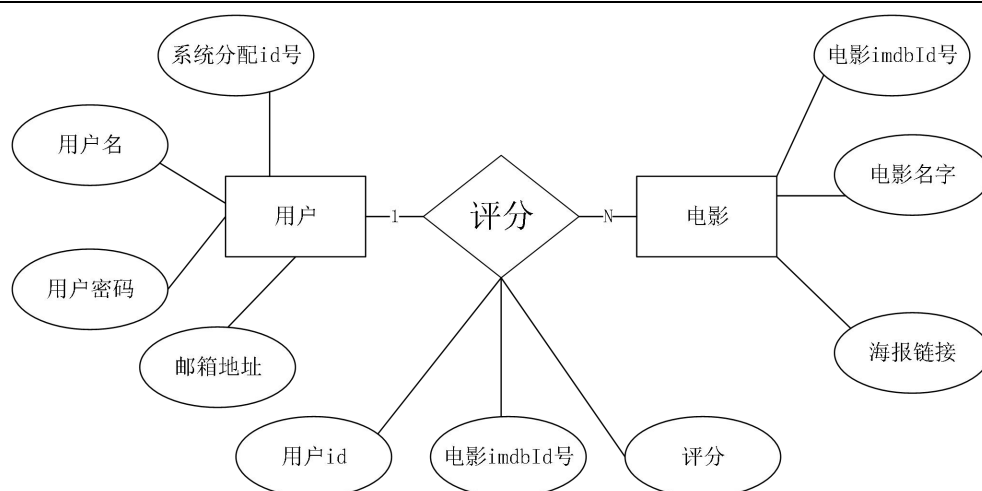 系统分配id号
电影imdbId号
用户名
电影名字
用户
1
评分
N
电影
用户密码
邮箱地址
海报链接
用户id
电影imdbId号
评分